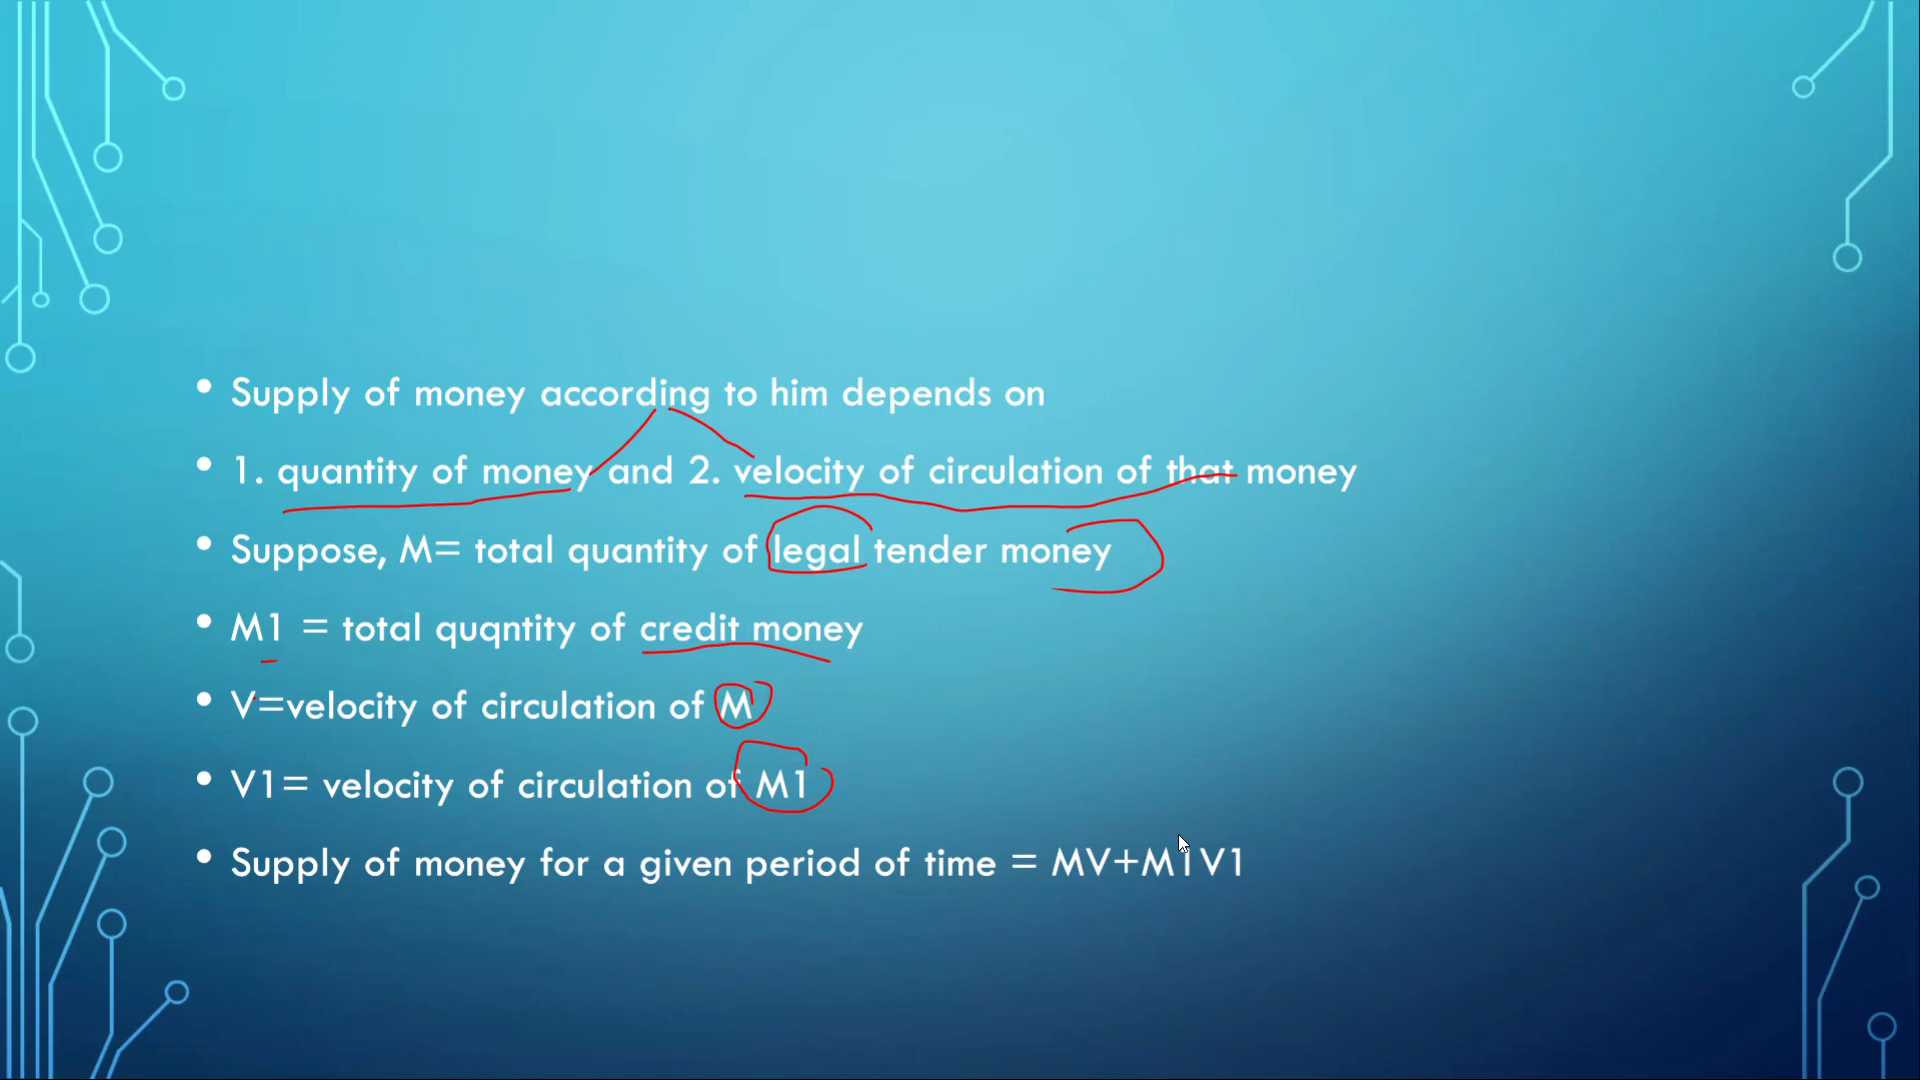 • Supply of money according to him depends on
• 1. quantity of money and 2. velocity of circulation of that money
• Suppose, M= total quantity of legal tender money
• M1 = total quqntity of credit money
• V=velocity of circulation of M
• V1= velocity of circulation of M1
• Supply of money for a given period of time = MV+M1V1